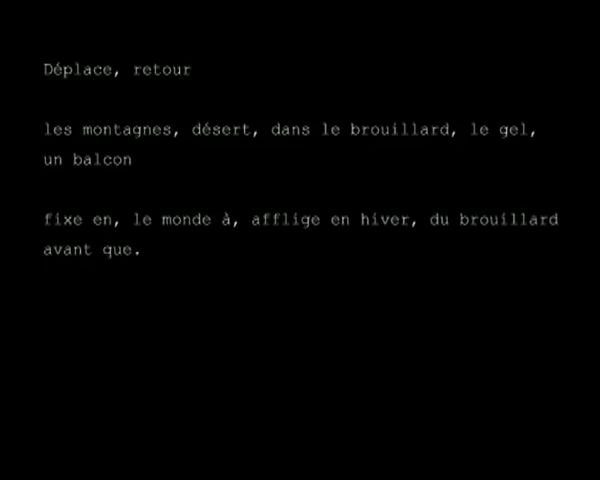 Déplace, retour
les montagnes, désert, dans le brouillard, le gel,
un balcon
fixe en, le monde à, afflige en hiver, du brouillard
avant que.